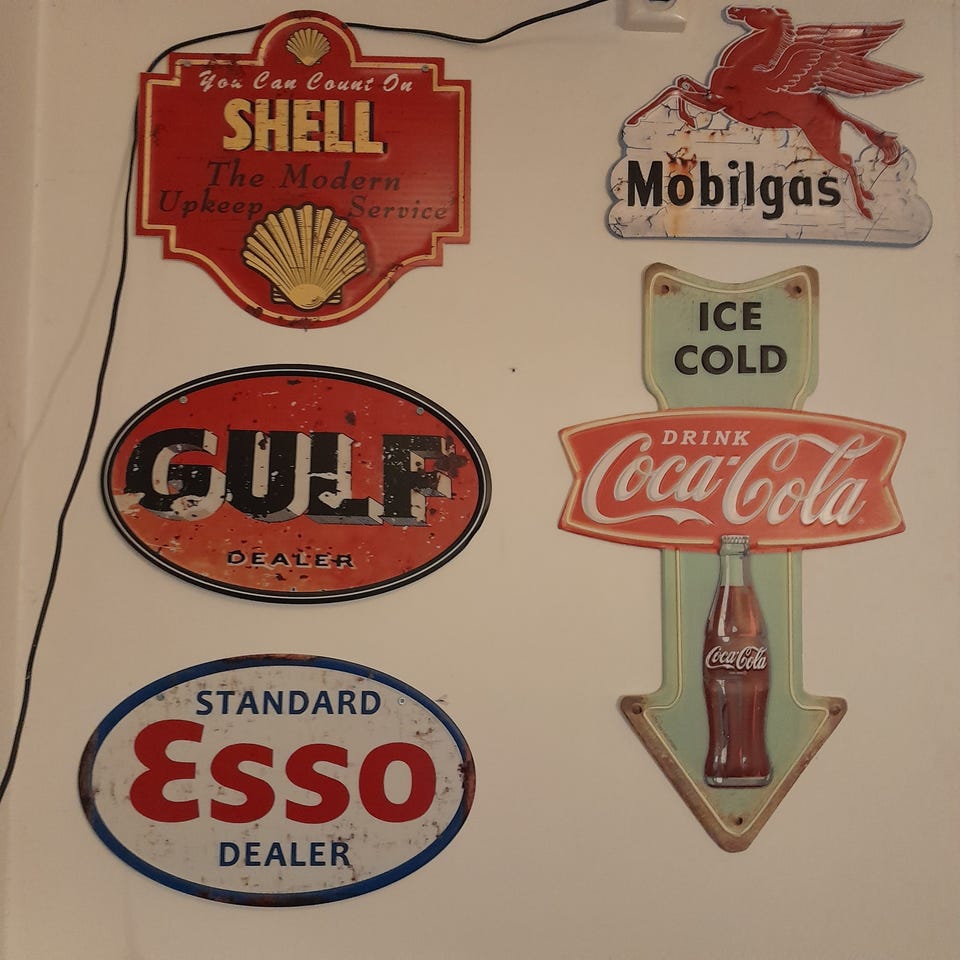 You Can Count On
SHELL
The Modern
Upkeep Service
Mobilgas
ICE
COLD
DRINK
Coca-Cola
Coca-Cola
GULF
DEALER
STANDARD
Esso
DEALER